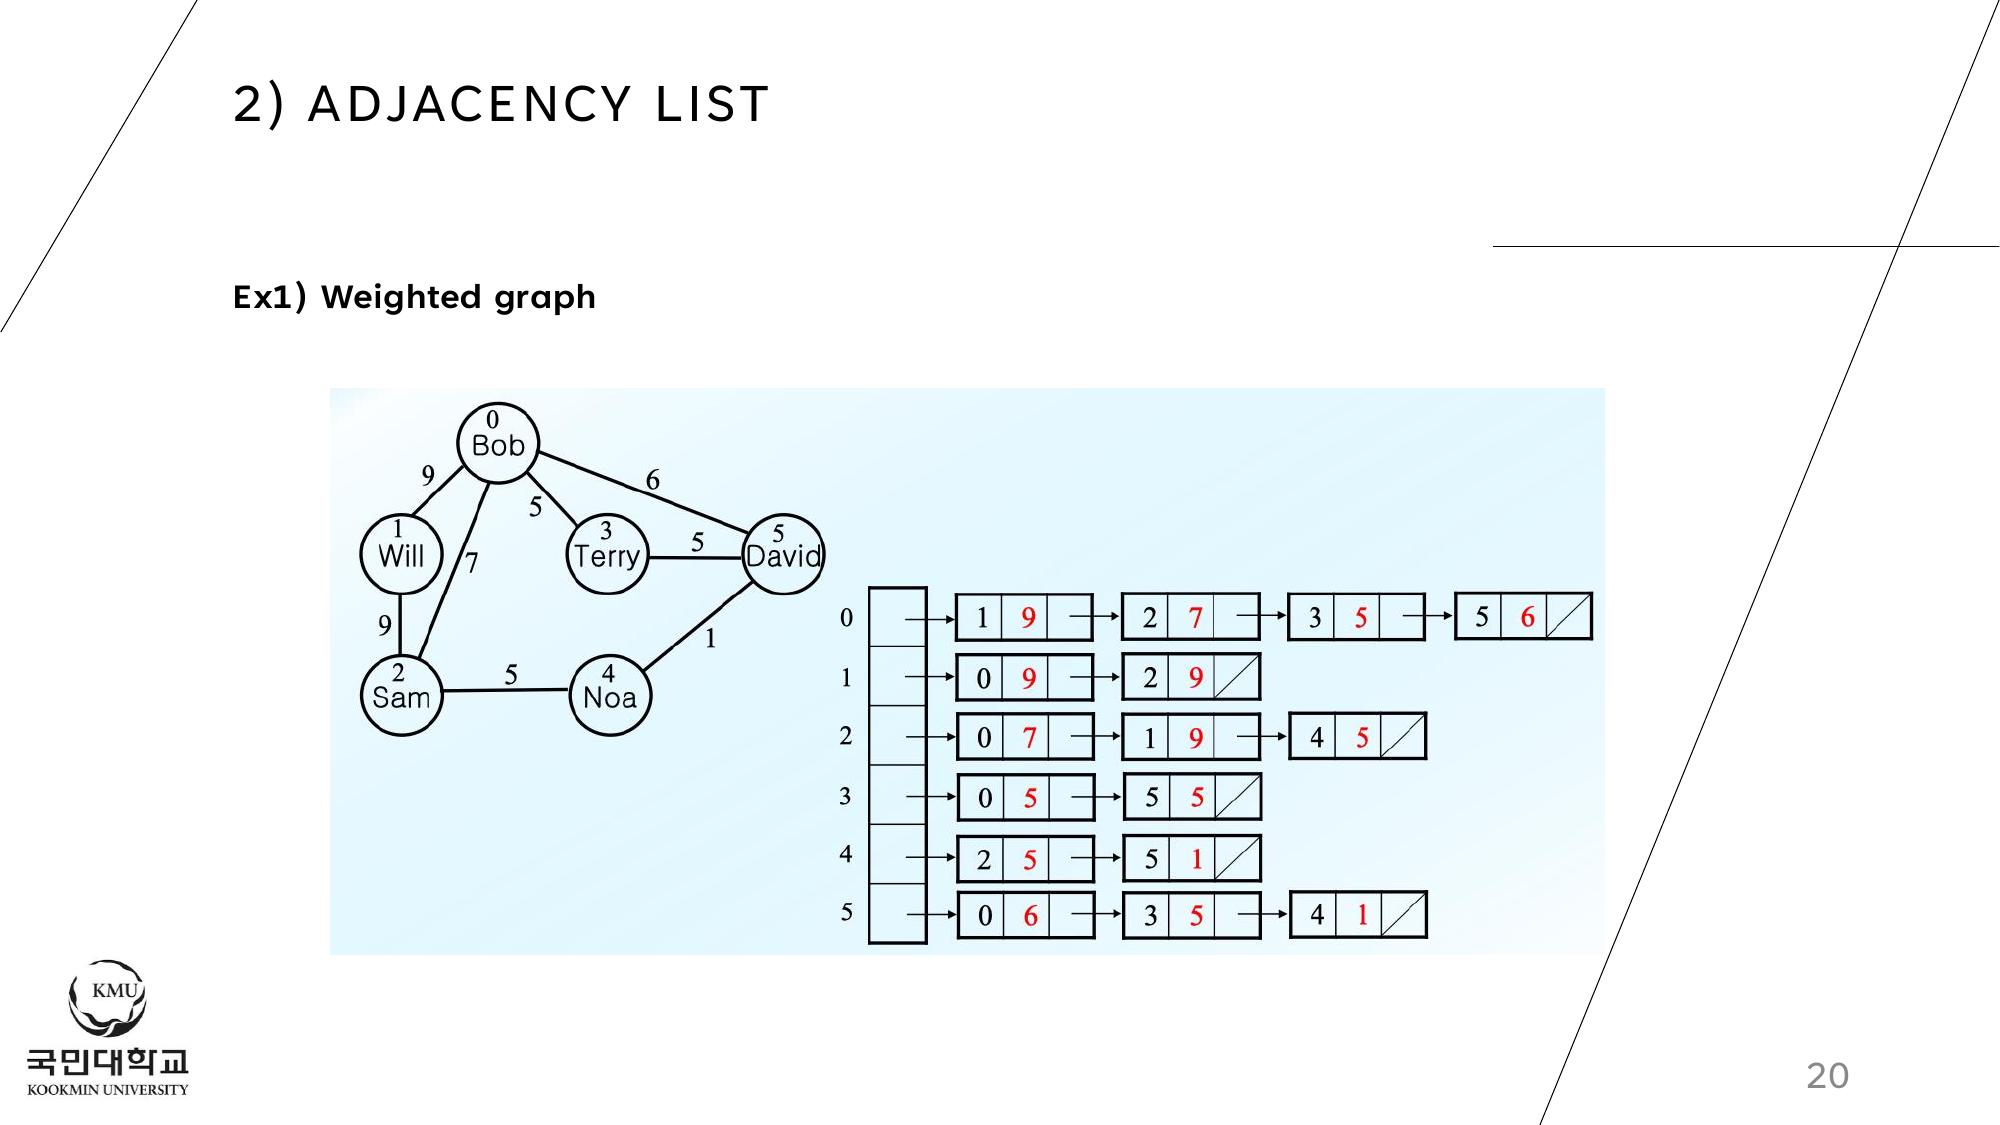 2) ADJACENCY LIST
Ex1) Weighted graph
0
Bob
9
6
5
1
Will
7
3
Terry
5
5
David
9
1
2
Sam
5
4
Noa
0 1 9 2 7 3 5 5 6
1 0 9 2 9
2 0 7 1 9 4 5
3 0 5 5 5
4 2 5 5 1
5 0 6 3 5 4 1
KMU
국민대학교
KOOKMIN UNIVERSITY
20